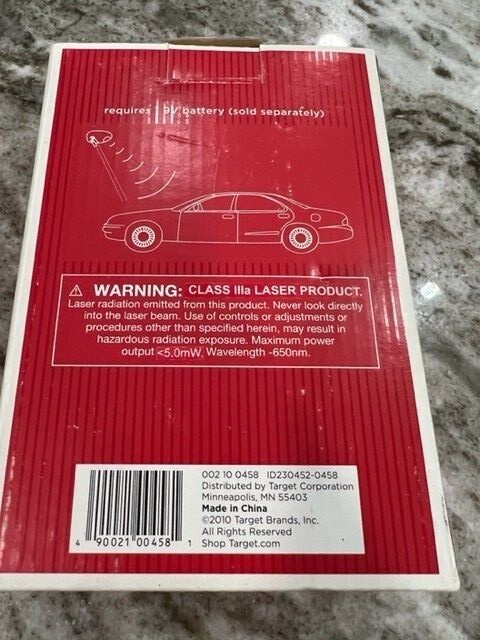 requires 1 9V battery (sold separately)
WARNING: CLASS IIIa LASER PRODUCT.
Laser radiation emitted from this product. Never look directly
into the laser beam. Use of controls or adjustments or
procedures other than specified herein, may result in
hazardous radiation exposure. Maximum power
output <5.0mW. Wavelength -650nm.
002 10 0458 ID230452-0458
Distributed by Target Corporation
Minneapolis, MN 55403
Made in China
©2010 Target Brands, Inc.
All Rights Reserved
Shop Target.com
4 90021 00458 1